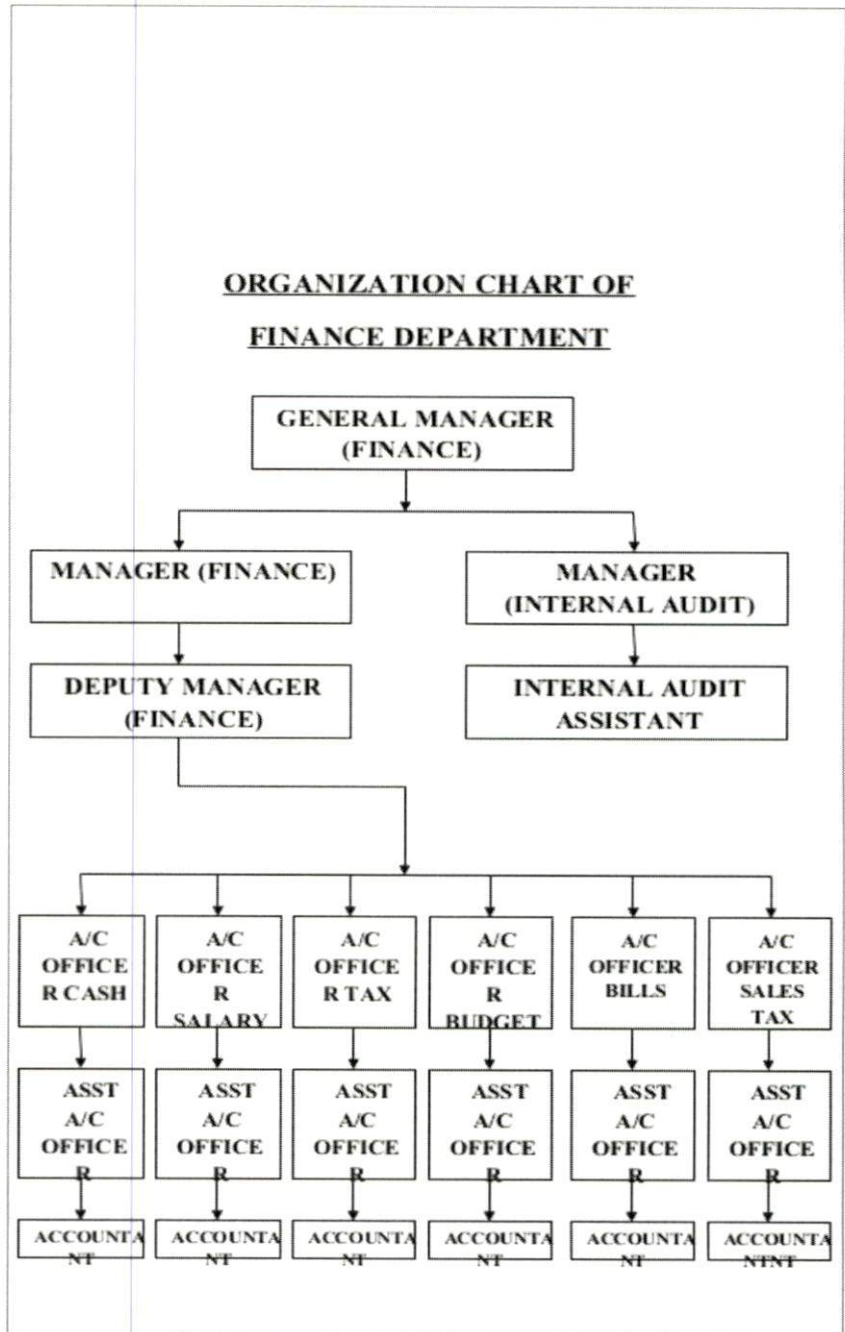 ORGANIZATION CHART OF
FINANCE DEPARTMENT
GENERAL MANAGER
(FINANCE)
MANAGER (FINANCE)
MANAGER
(INTERNAL AUDIT)
DEPUTY MANAGER
(FINANCE)
INTERNAL AUDIT
ASSISTANT
A/C
OFFICE
R CASH
A/C
OFFICE
R
SALARY
A/C
OFFICE
R TAX
A/C
OFFICE
R
BUDGET
A/C
OFFICER
BILLS
A/C
OFFICER
SALES
TAX
ASST
A/C
OFFICE
R
ASST
A/C
OFFICE
R
ASST
A/C
OFFICE
R
ASST
A/C
OFFICE
R
ASST
A/C
OFFICE
R
ASST
A/C
OFFICE
R
ACCOUNTA
NT
ACCOUNTA
NT
ACCOUNTA
NT
ACCOUNTA
NT
ACCOUNTA
NT
ACCOUNTA
NTNT